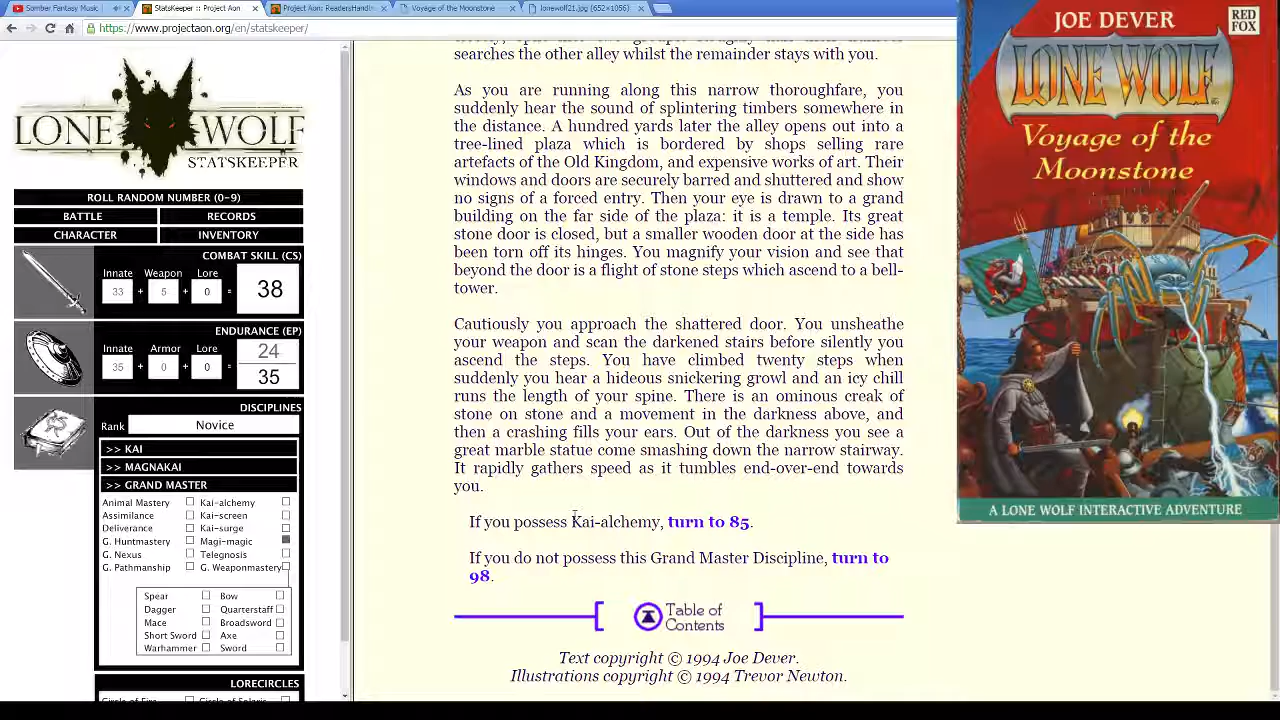 Somber Fantasy Music
StatsKeeper :: Project Aon
Project Aon: ReadersHandb
Voyage of the Moonstone
lonewolf21.jpg (652×1056)
https://www.projectaon.org/en/statskeeper/
LONE WOLF
STATSKEEPER
ROLL RANDOM NUMBER (0-9)
BATTLE RECORDS
CHARACTER INVENTORY
COMBAT SKILL (CS)
Innate Weapon Lore
33 + 5 + 0 = 38
ENDURANCE (EP)
Innate Armor Lore 24
35 + 0 + 0 = 35
DISCIPLINES
Rank Novice
>> KAI
>> MAGNAKAI
>> GRAND MASTER
Animal Mastery Kai-alchemy
Assimilance Kai-screen
Deliverance Kai-surge
G. Huntmastery Magi-magic
G. Nexus Telegnosis
G. Pathmanship G. Weaponmastery
Spear Bow
Dagger Quarterstaff
Mace Broadsword
Short Sword Axe
Warhammer Sword
LORECIRCLES
searches the other alley whilst the remainder stays with you.
As you are running along this narrow thoroughfare, you
suddenly hear the sound of splintering timbers somewhere in
the distance. A hundred yards later the alley opens out into a
tree-lined plaza which is bordered by shops selling rare
artefacts of the Old Kingdom, and expensive works of art. Their
windows and doors are securely barred and shuttered and show
no signs of a forced entry. Then your eye is drawn to a grand
building on the far side of the plaza: it is a temple. Its great
stone door is closed, but a smaller wooden door at the side has
been torn off its hinges. You magnify your vision and see that
beyond the door is a flight of stone steps which ascend to a bell-
tower.
Cautiously you approach the shattered door. You unsheathe
your weapon and scan the darkened stairs before silently you
ascend the steps. You have climbed twenty steps when
suddenly you hear a hideous snickering growl and an icy chill
runs the length of your spine. There is an ominous creak of
stone on stone and a movement in the darkness above, and
then a crashing fills your ears. Out of the darkness you see a
great marble statue come smashing down the narrow stairway.
It rapidly gathers speed as it tumbles end-over-end towards
you.
If you possess Kai-alchemy, turn to 85.
If you do not possess this Grand Master Discipline, turn to
98.
Table of
Contents
Text copyright © 1994 Joe Dever.
Illustrations copyright © 1994 Trevor Newton.
JOE DEVER
RED
FOX
LONE WOLF
Voyage of the
Moonstone
A LONE WOLF INTERACTIVE ADVENTURE